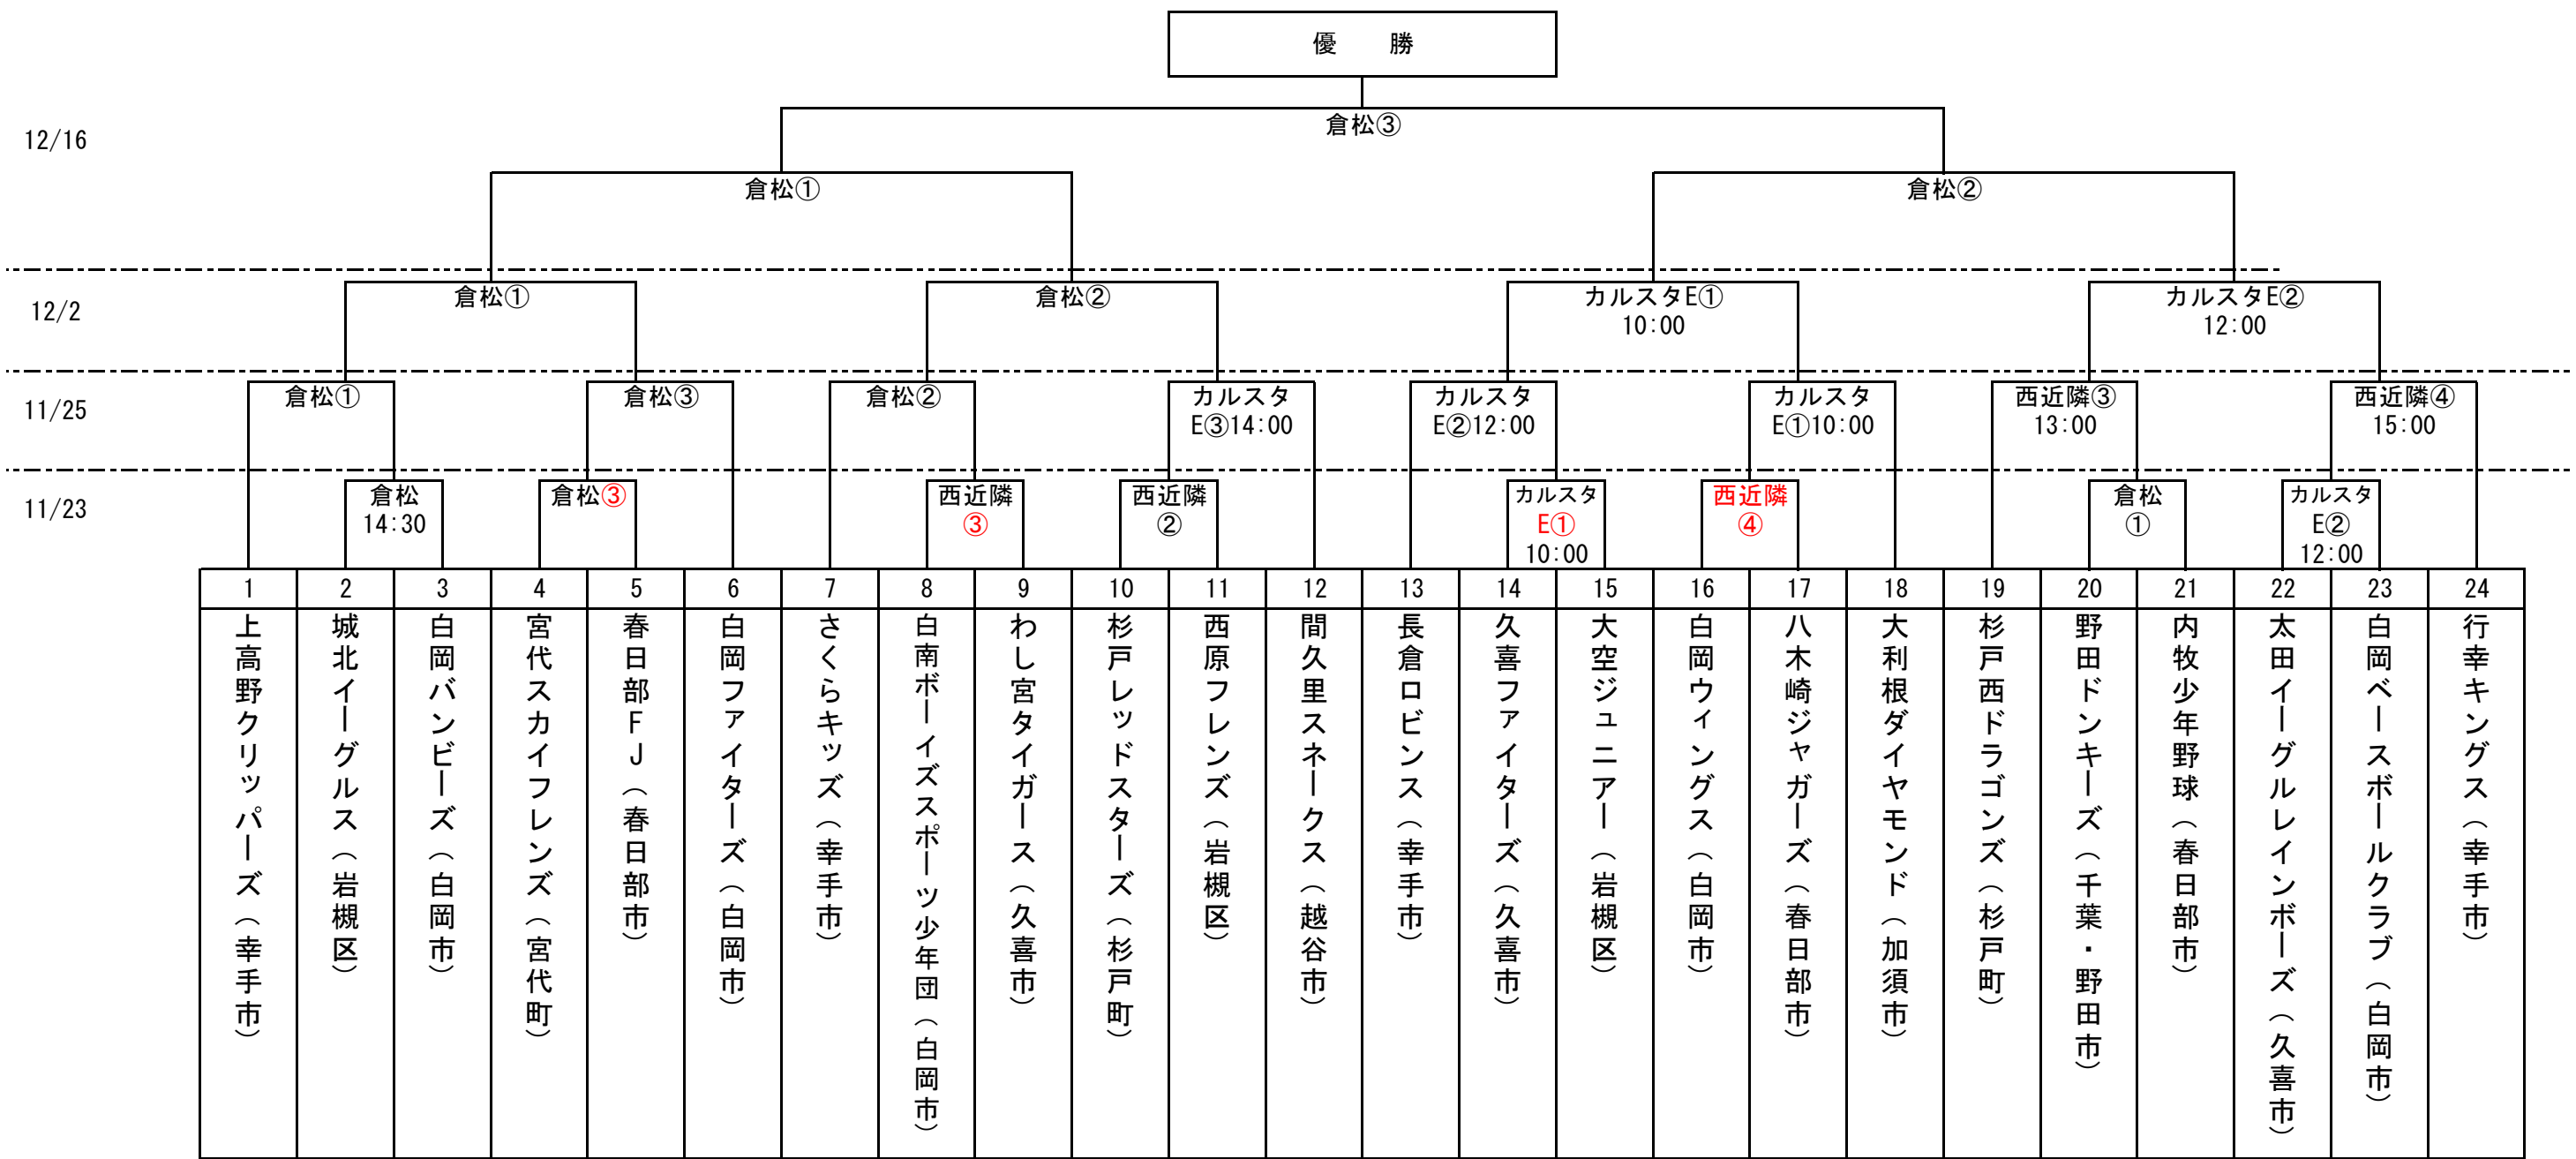 優 勝
12/16
倉松③
倉松①
倉松②
12/2
倉松①
倉松②
カルスタE①
10:00
カルスタE②
12:00
11/25
倉松①
倉松③
倉松②
カルスタ
E③14:00
カルスタ
E②12:00
カルスタ
E①10:00
西近隣③
13:00
西近隣④
15:00
11/23
倉松
14:30
倉松③
西近隣
③
西近隣
②
カルスタ
E①
10:00
西近隣
④
倉松
①
カルスタ
E②
12:00
1 2 3 4 5 6 7 8 9 10 11 12 13 14 15 16 17 18 19 20 21 22 23 24
上高野クリッパーズ（幸手市）
城北イーグルス（岩槻区）
白岡バンビーズ（白岡市）
宮代スカイフレンズ（宮代町）
春日部FJ（春日部市）
白岡ファイターズ（白岡市）
さくらキッズ（幸手市）
白南ボーイズスポーツ少年団（白岡市）
わし宮タイガース（久喜市）
杉戸レッドスターズ（杉戸町）
西原フレンズ（岩槻区）
間久里スネークス（越谷市）
長倉ロビンス（幸手市）
久喜ファイターズ（久喜市）
大空ジュニアー（岩槻区）
白岡ウィングス（白岡市）
八木崎ジャガーズ（春日部市）
大利根ダイヤモンド（加須市）
杉戸西ドラゴンズ（杉戸町）
野田ドンキーズ（千葉・野田市）
内牧少年野球（春日部市）
太田イーグルレインボーズ（久喜市）
白岡ベースボールクラブ（白岡市）
行幸キングス（幸手市）